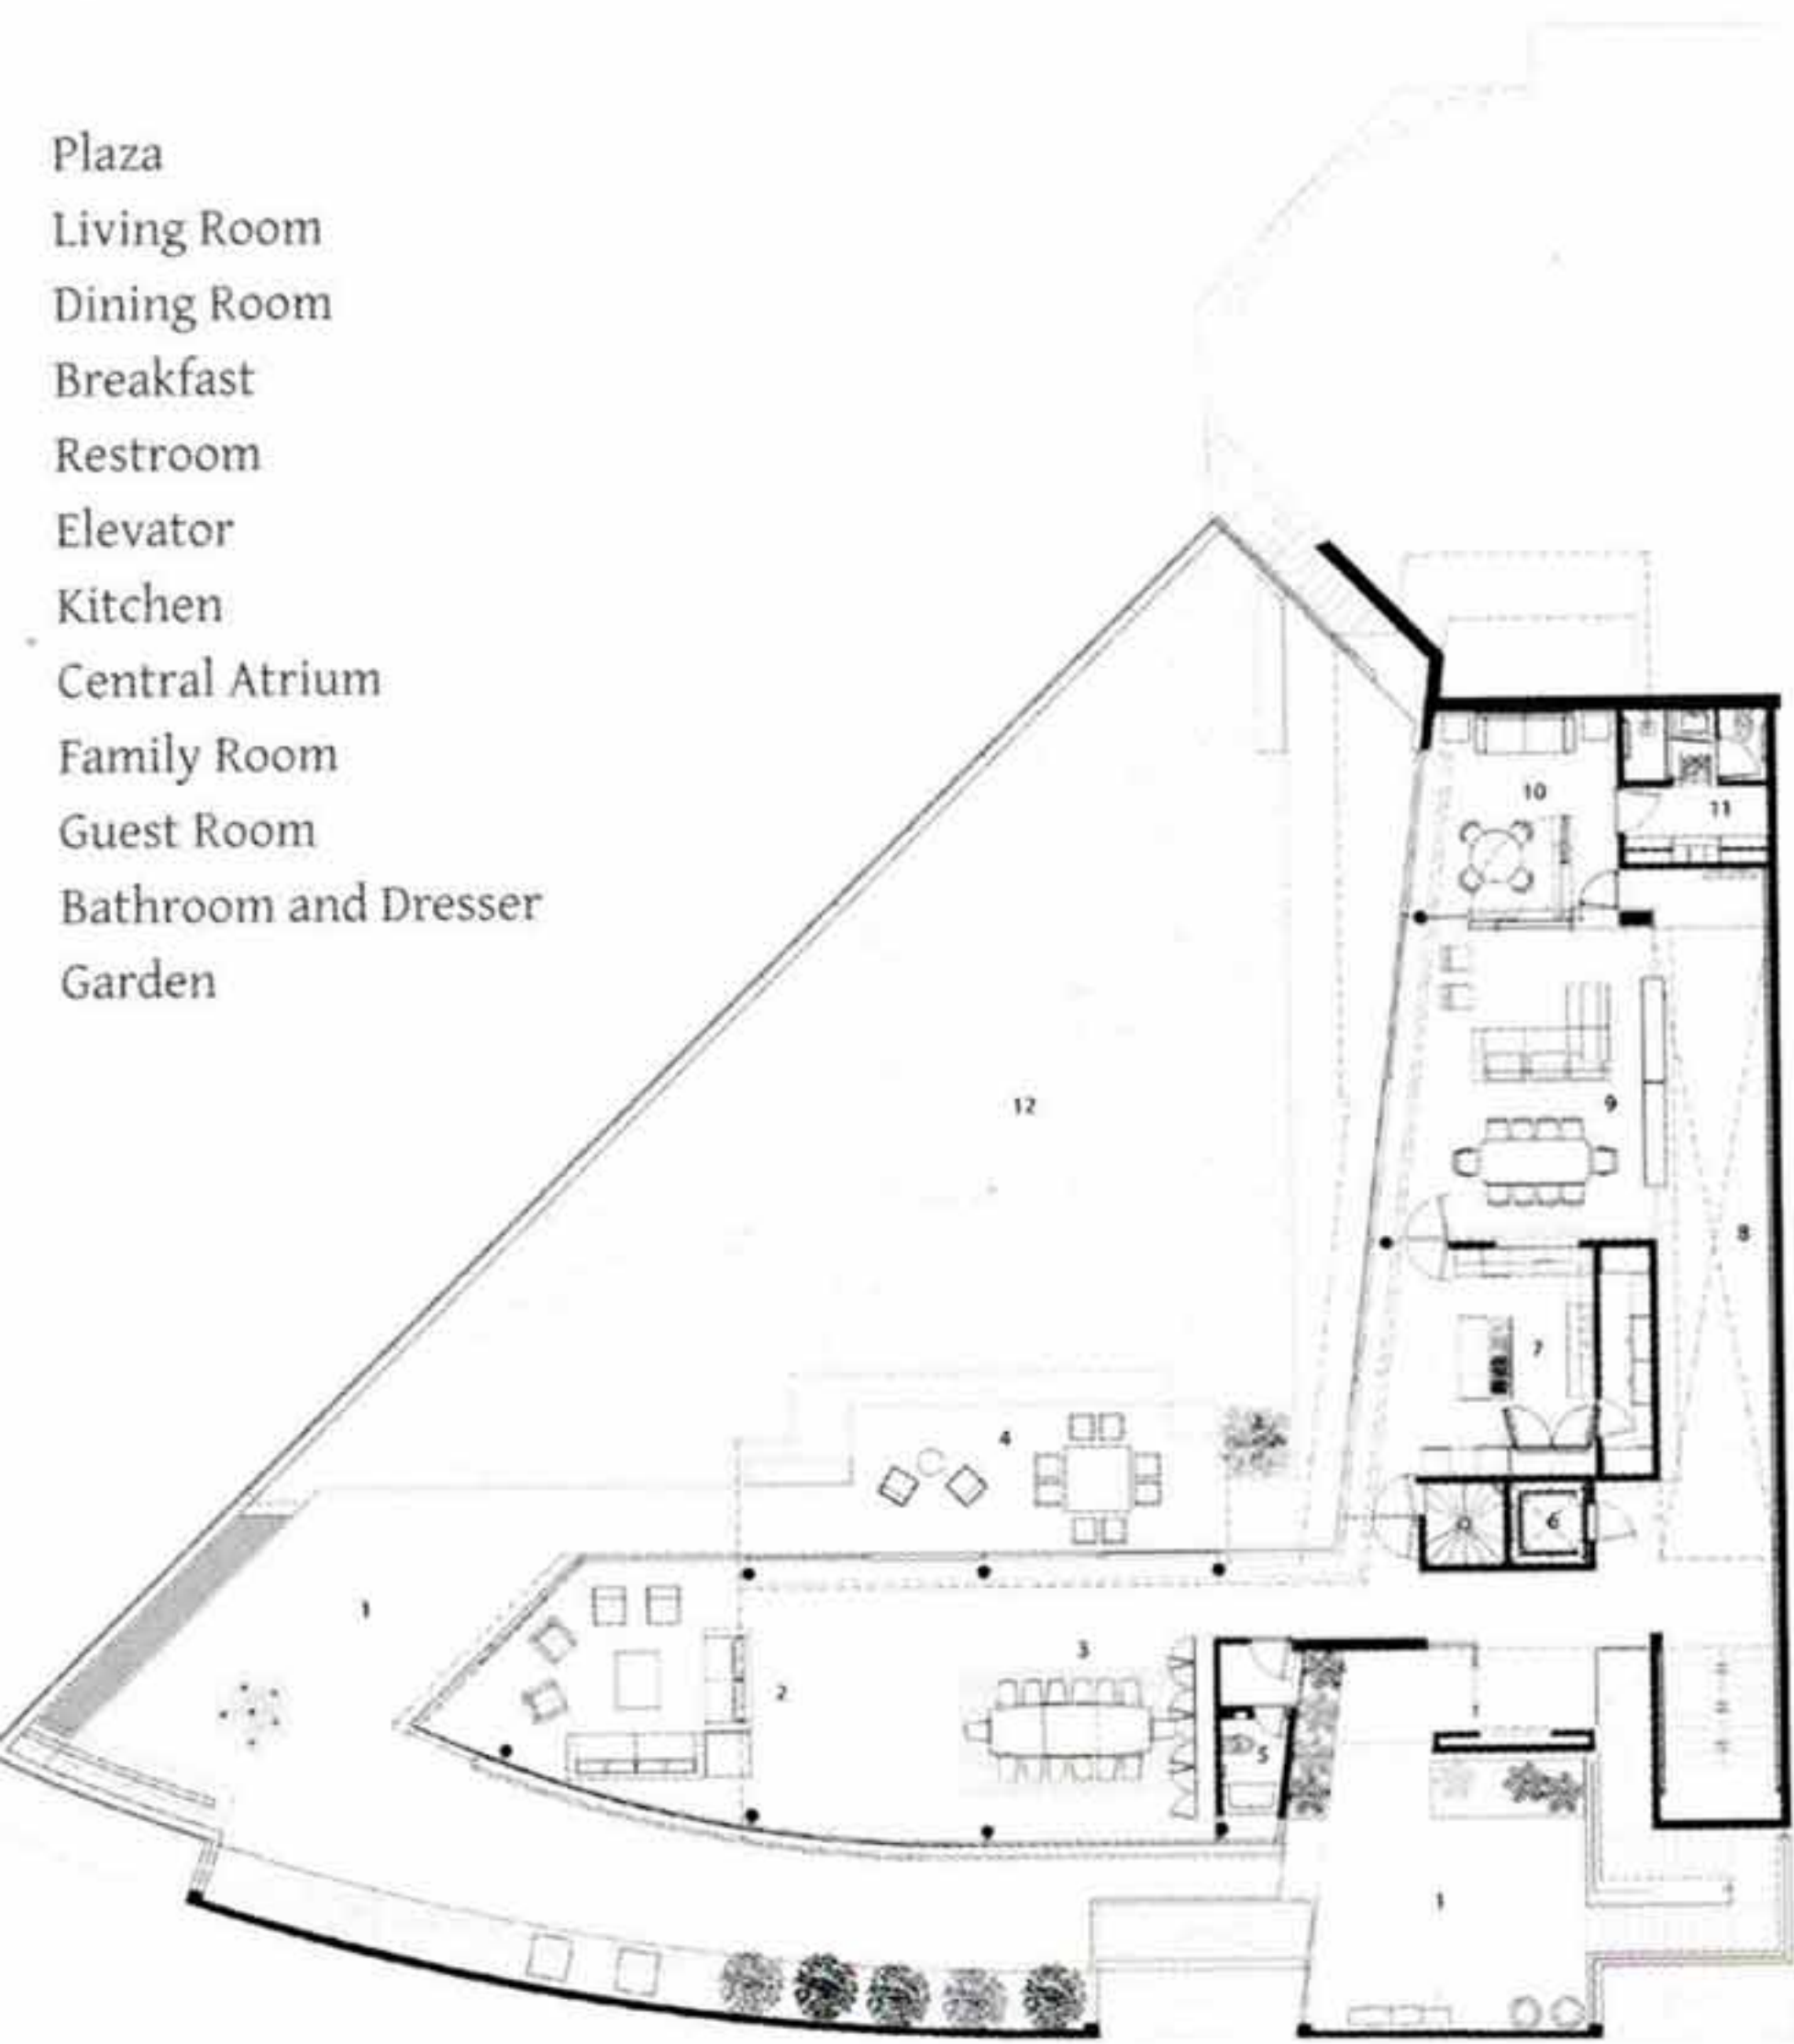 Plaza
Living Room
Dining Room
Breakfast
Restroom
Elevator
Kitchen
Central Atrium
Family Room
Guest Room
Bathroom and Dresser
Garden
10
11
12
9
8
7
4
6
1
3
2
5
1